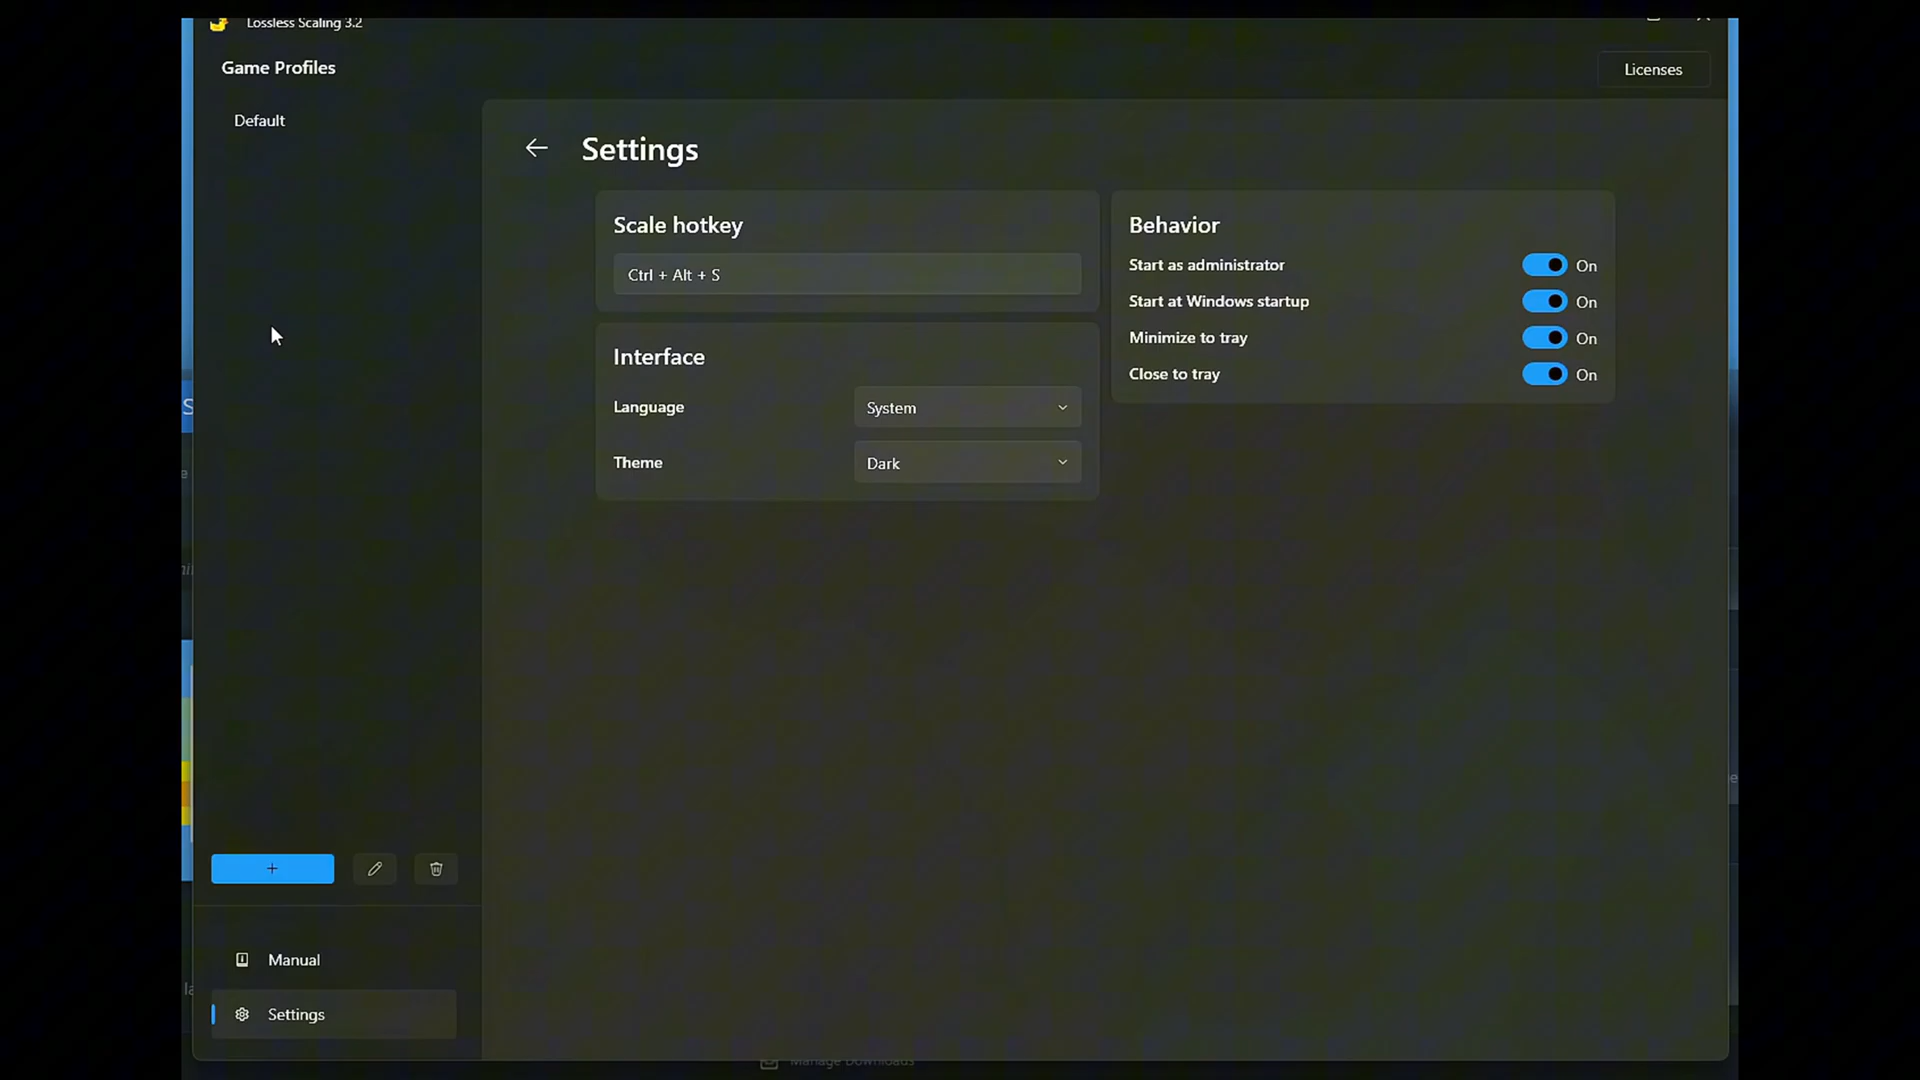 Lossless Scaling 3.2
Game Profiles
Licenses
Default
Settings
Scale hotkey
Ctrl + Alt + S
Interface
Language
System
Theme
Dark
Behavior
Start as administrator
On
Start at Windows startup
On
Minimize to tray
On
Close to tray
On
Manual
Settings
Manage Downloads